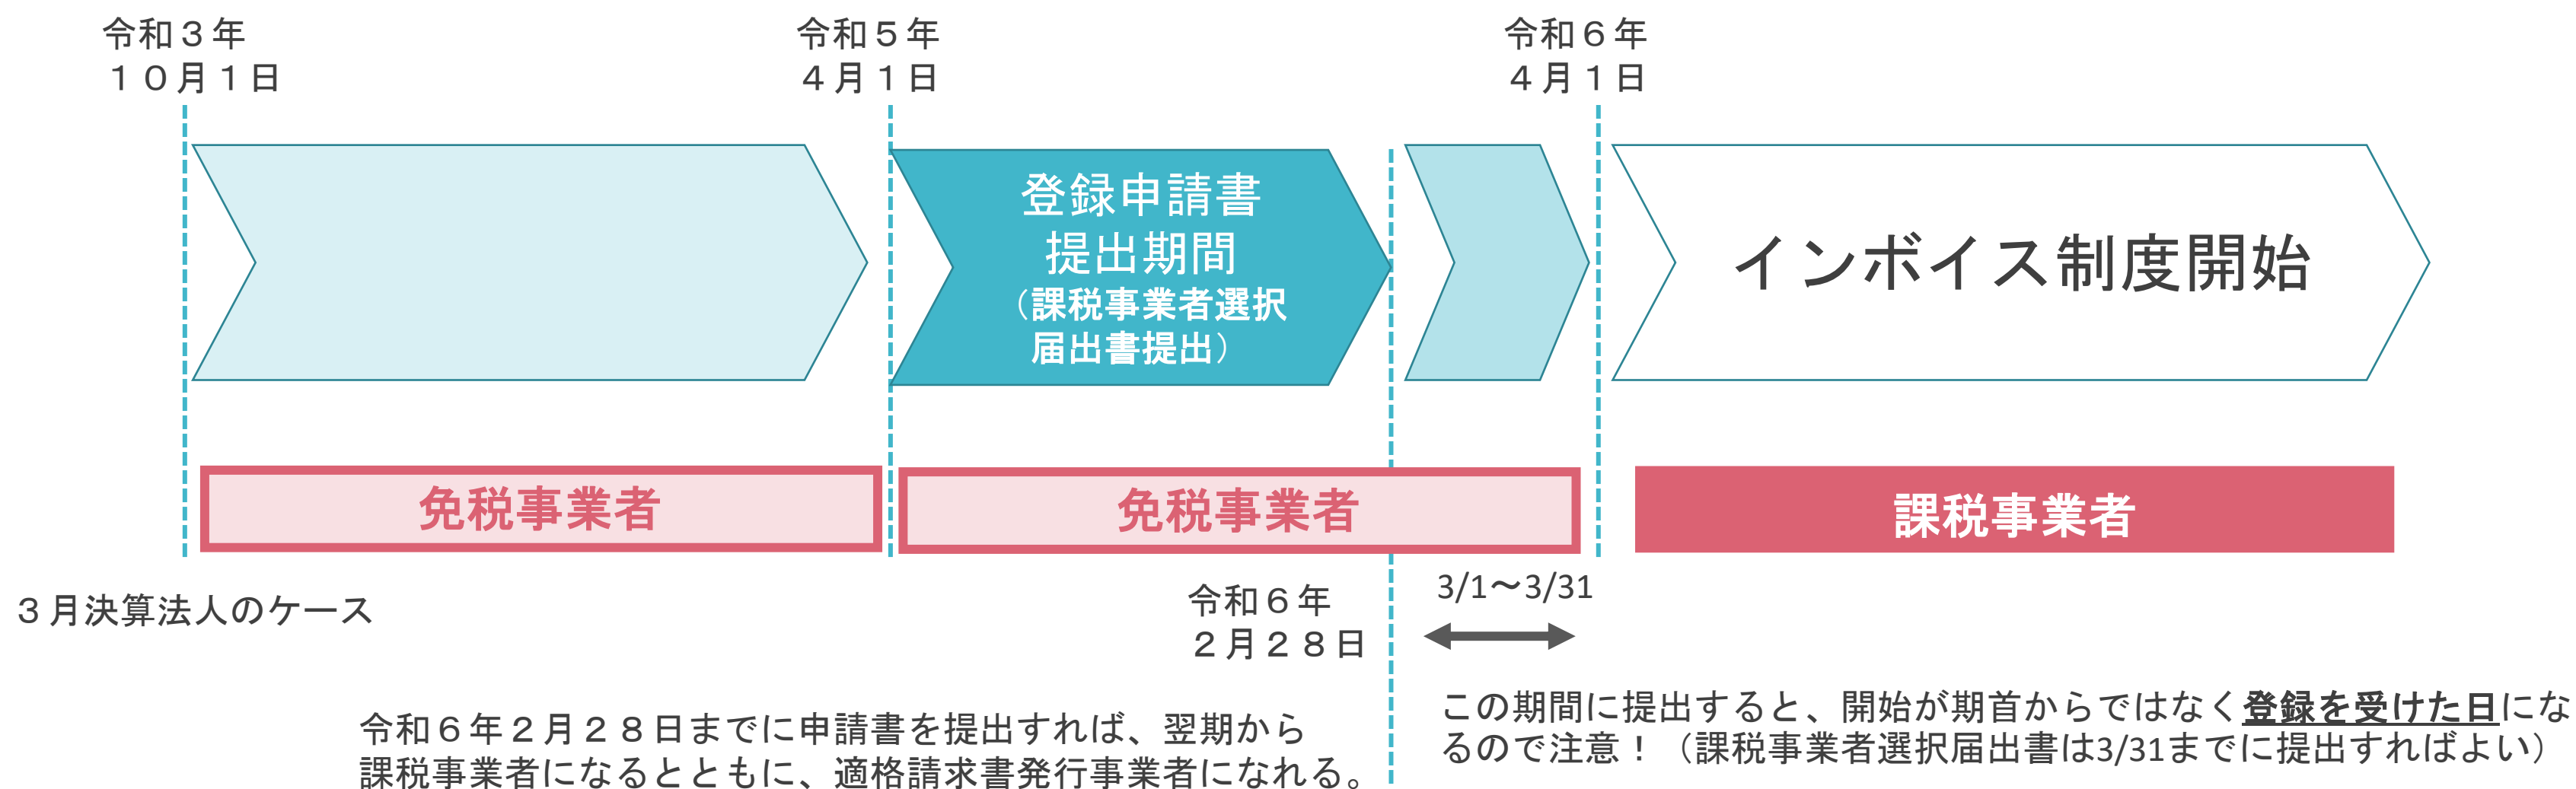 令和３年
１０月１日
令和５年
４月１日
令和６年
４月１日
登録申請書
提出期間
（課税事業者選択
届出書提出）
インボイス制度開始
免税事業者
免税事業者
課税事業者
３月決算法人のケース
令和６年
２月２８日
3/1～3/31
令和６年２月２８日までに申請書を提出すれば、翌期から
課税事業者になるとともに、適格請求書発行事業者になれる。
この期間に提出すると、開始が期首からではなく登録を受けた日にな
るので注意！（課税事業者選択届出書は3/31までに提出すればよい）